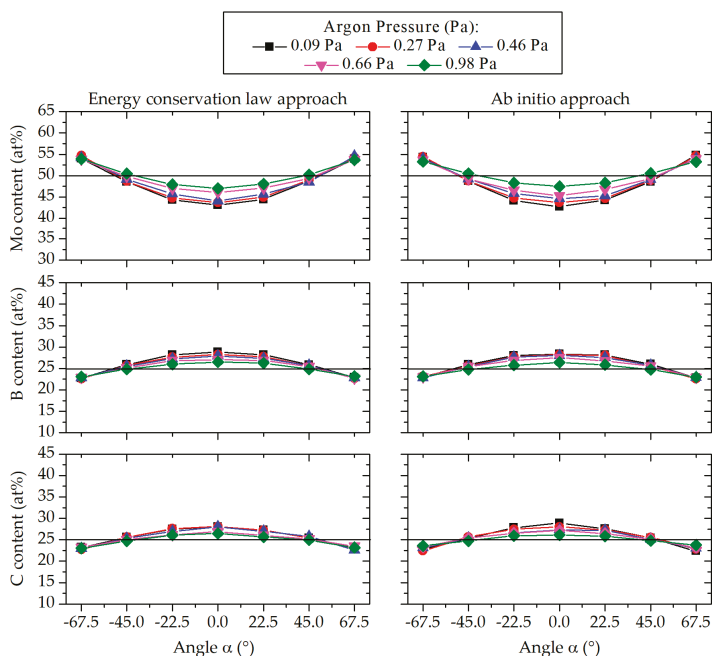 Argon Pressure (Pa):
0.09 Pa 0.27 Pa 0.46 Pa
0.66 Pa 0.98 Pa
Energy conservation law approach Ab initio approach
Mo content (at%)
65
60
55
50
45
40
35
30
B content (at%)
45
40
35
30
25
20
15
10
C content (at%)
45
40
35
30
25
20
15
10
-67.5 -45.0 -22.5 0.0 22.5 45.0 67.5 -67.5 -45.0 -22.5 0.0 22.5 45.0 67.5
Angle α (°) Angle α (°)